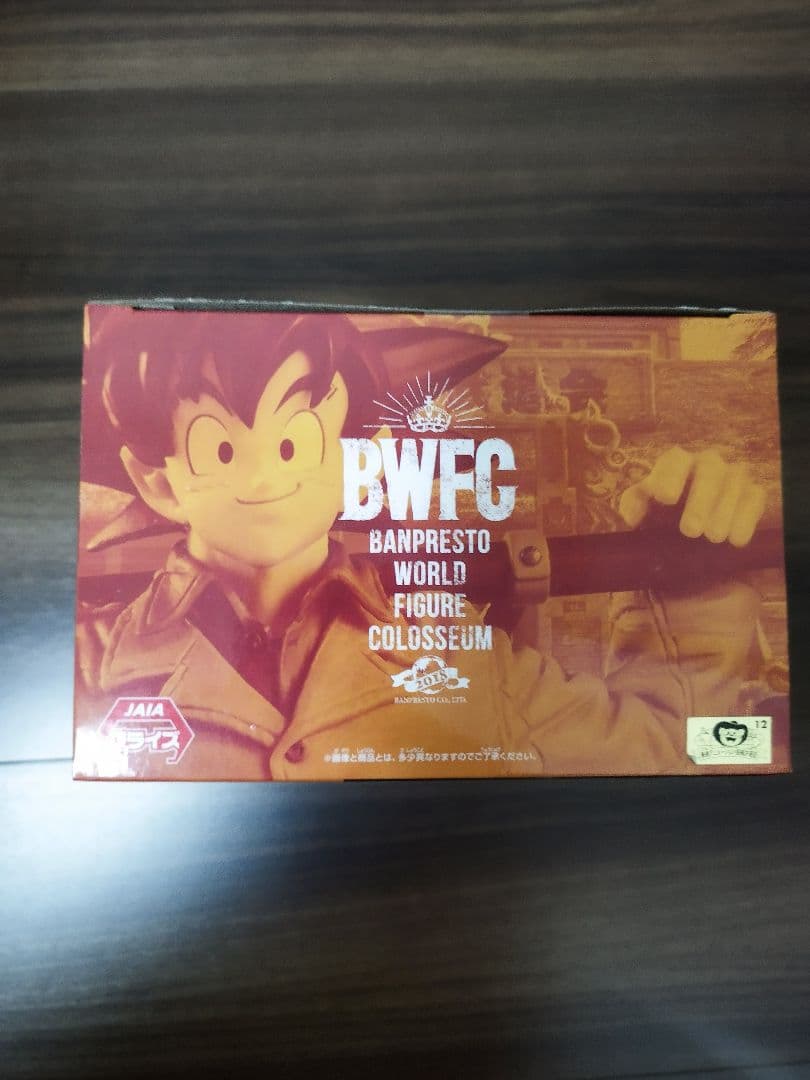 BWFC
BANPRESTO
WORLD
FIGURE
COLOSSEUM
2018
BANPRESTO CO., LTD.
JAIA
プライズ
※画像と商品とは、多少異なりますのでご了承ください。
12